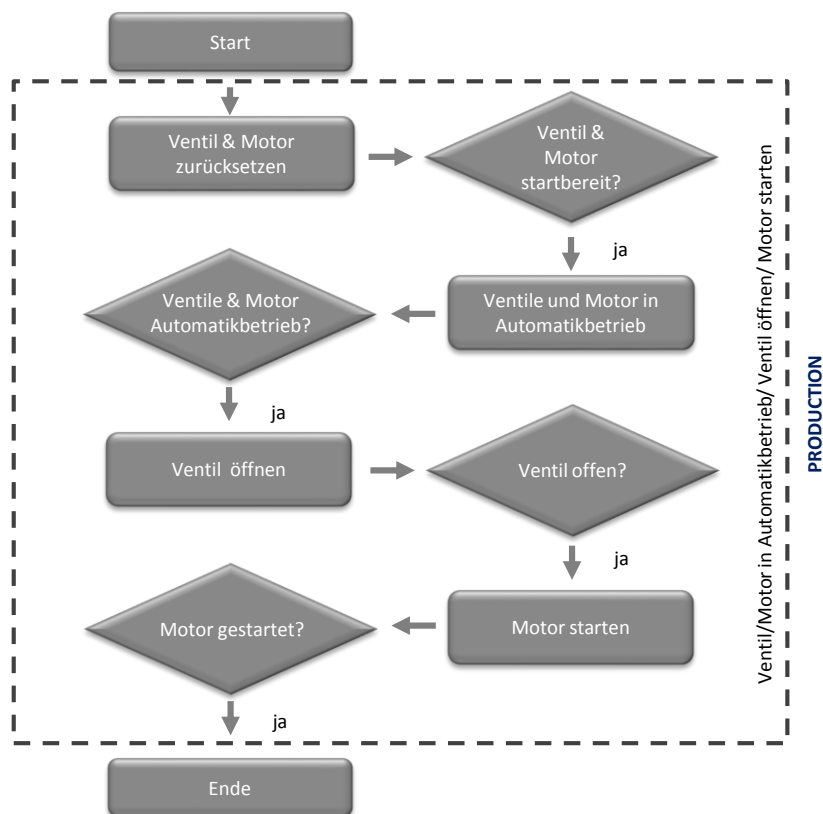 Start
Ventil & Motor
zurücksetzen
Ventil &
Motor
startbereit?
ja
Ventile & Motor
Automatikbetrieb?
Ventile und Motor in
Automatikbetrieb
ja
Ventil öffnen
Ventil offen?
ja
Motor gestartet?
Motor starten
ja
Ende
Ventil/Motor in Automatikbetrieb/ Ventil öffnen/ Motor starten
PRODUCTION